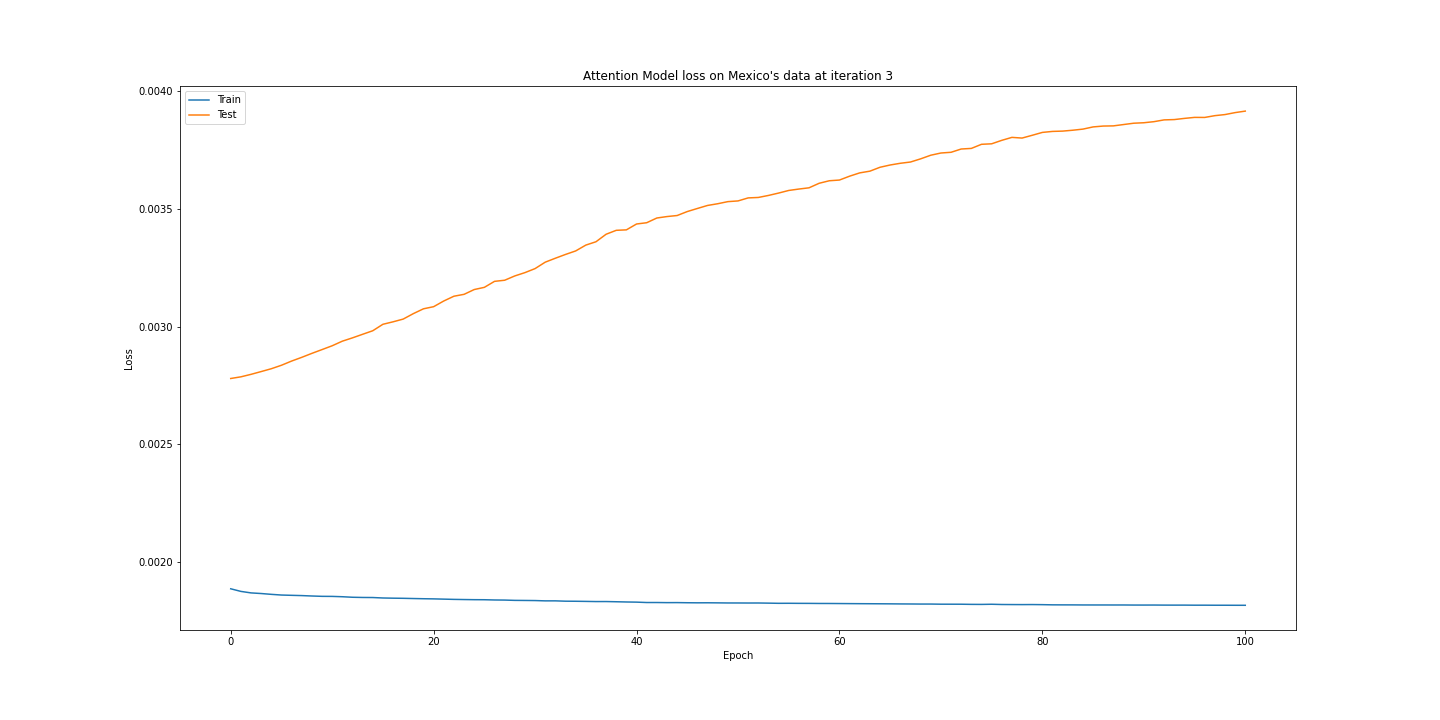 Attention Model loss on Mexico's data at iteration 3
Train
Test
0.0040
0.0035
0.0030
0.0025
0.0020
Loss
0 20 40 60 80 100
Epoch